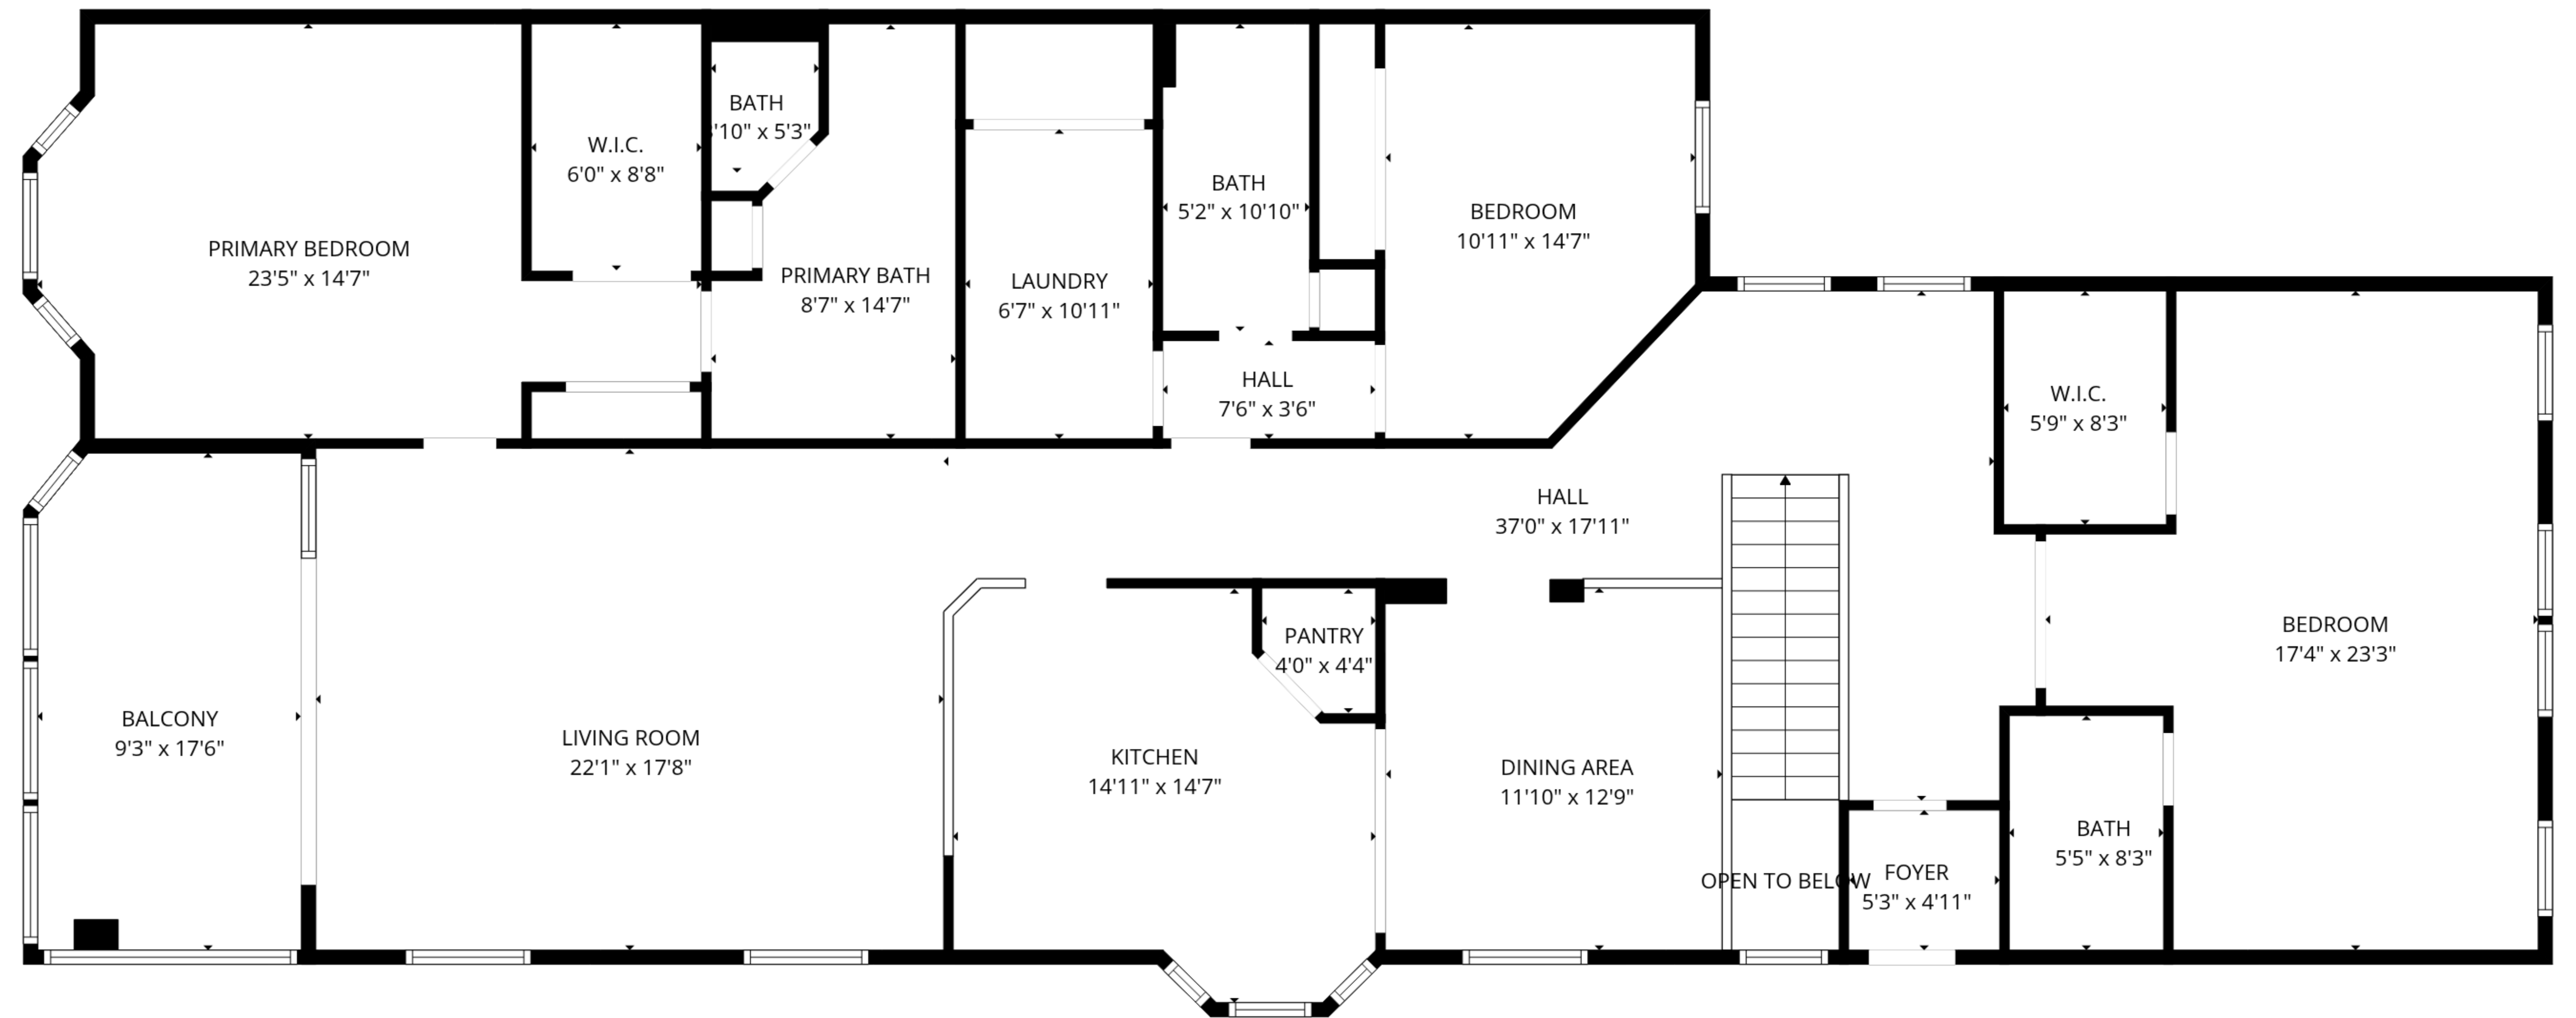 PRIMARY BEDROOM
23'5" x 14'7"
W.I.C.
6'0" x 8'8"
BATH
'10" x 5'3"
PRIMARY BATH
8'7" x 14'7"
LAUNDRY
6'7" x 10'11"
BATH
5'2" x 10'10"
HALL
7'6" x 3'6"
BEDROOM
10'11" x 14'7"
W.I.C.
5'9" x 8'3"
HALL
37'0" x 17'11"
BEDROOM
17'4" x 23'3"
BALCONY
9'3" x 17'6"
LIVING ROOM
22'1" x 17'8"
KITCHEN
14'11" x 14'7"
PANTRY
4'0" x 4'4"
DINING AREA
11'10" x 12'9"
OPEN TO BELOW
FOYER
5'3" x 4'11"
BATH
5'5" x 8'3"